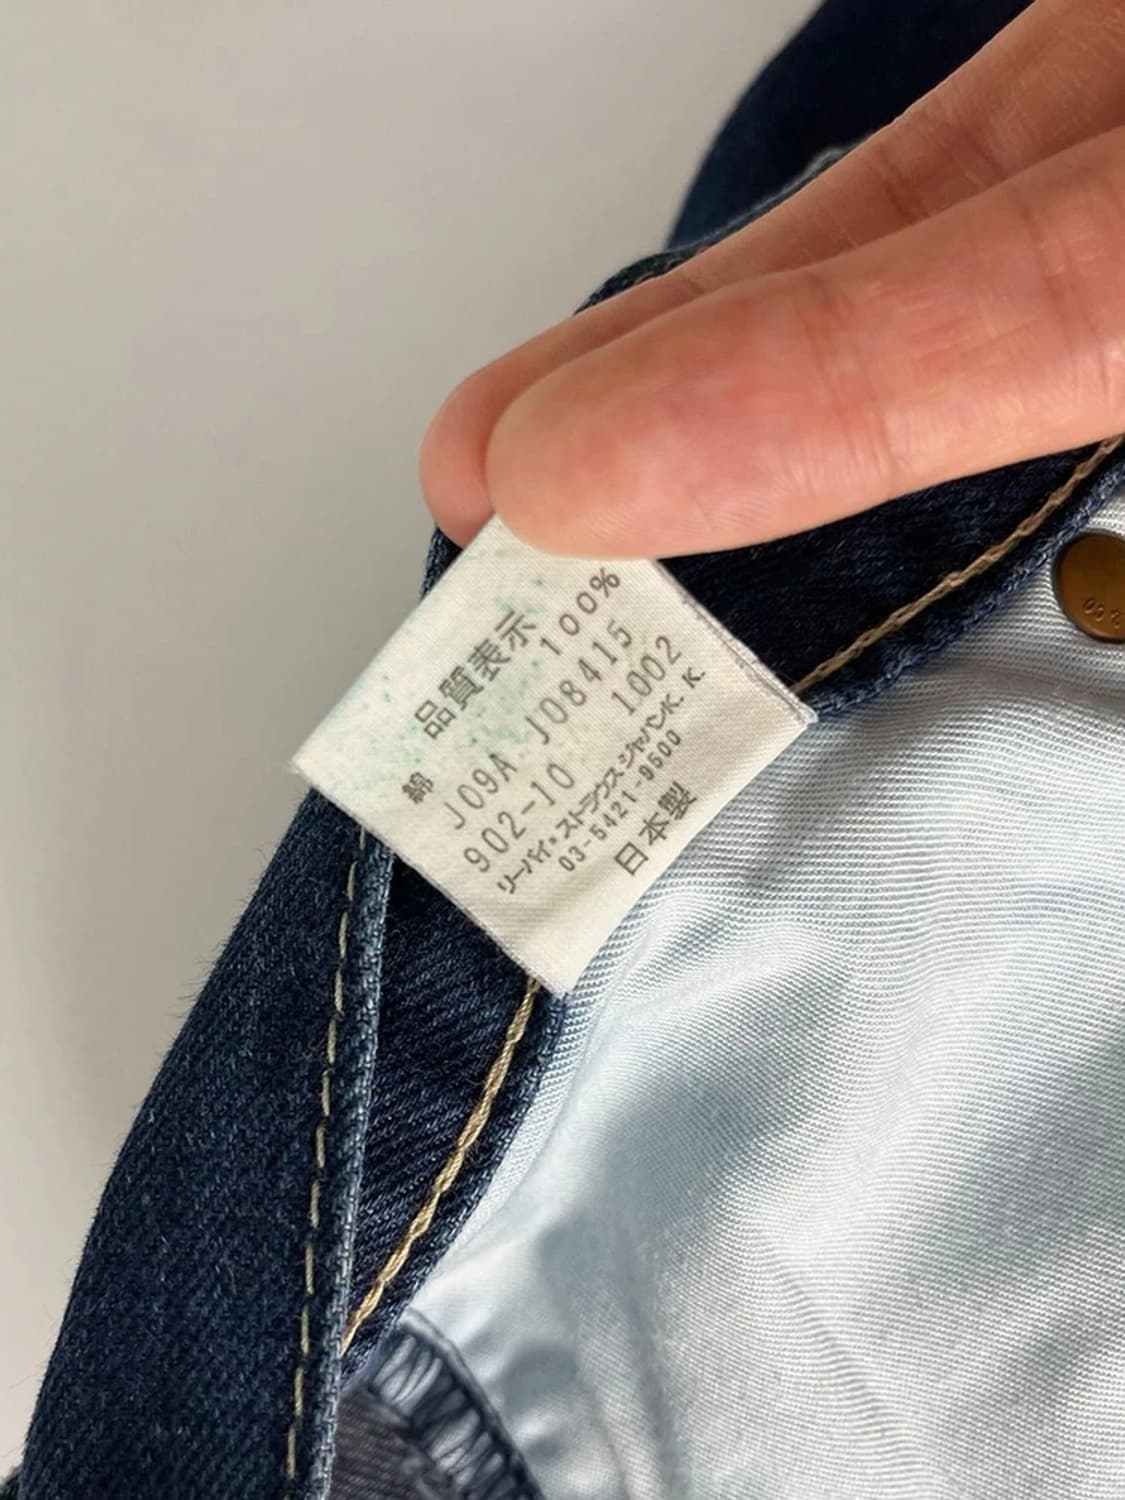 品質表示
綿 100%
J09A J08415
902-10 1002
リーバイ・ストラウス ジャパンK. K.
03-5421-9500
日本製